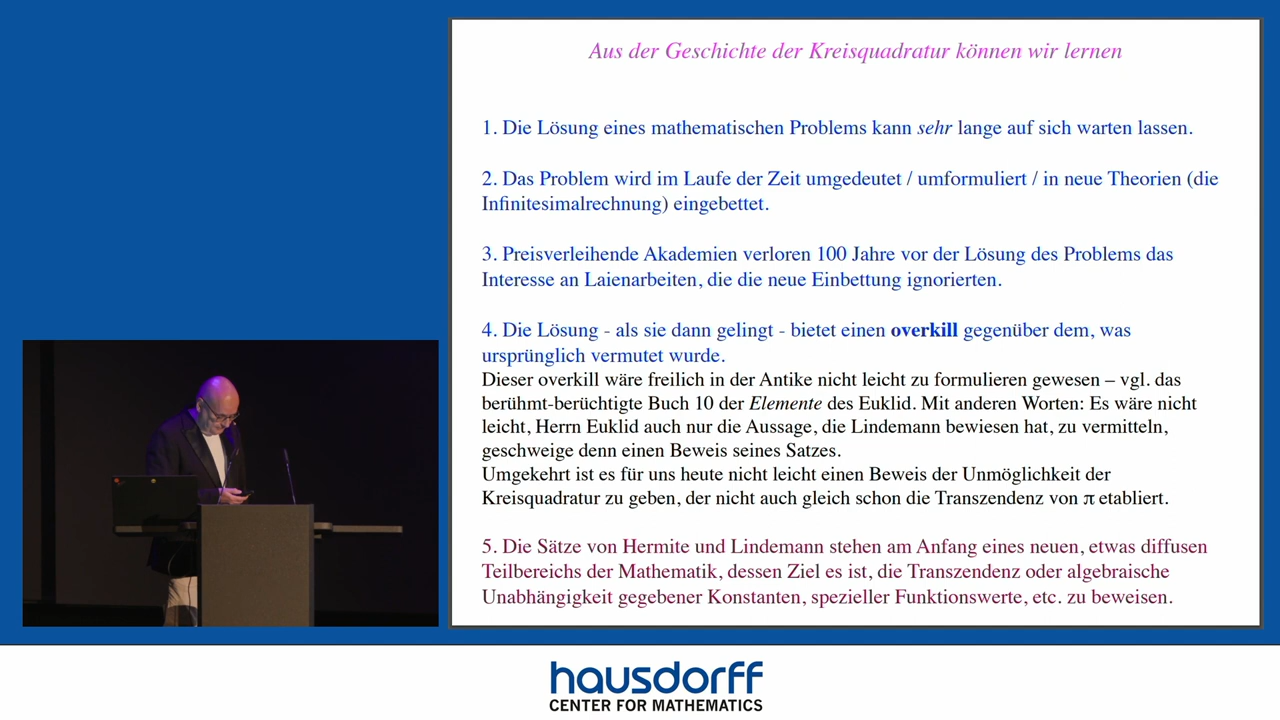 Aus der Geschichte der Kreisquadratur können wir lernen
1. Die Lösung eines mathematischen Problems kann sehr lange auf sich warten lassen.
2. Das Problem wird im Laufe der Zeit umgedeutet / umformuliert / in neue Theorien (die
Infinitesimalrechnung) eingebettet.
3. Preisverleihende Akademien verloren 100 Jahre vor der Lösung des Problems das
Interesse an Laienarbeiten, die die neue Einbettung ignorierten.
4. Die Lösung - als sie dann gelingt - bietet einen overkill gegenüber dem, was
ursprünglich vermutet wurde.
Dieser overkill wäre freilich in der Antike nicht leicht zu formulieren gewesen – vgl. das
berühmt-berüchtigte Buch 10 der Elemente des Euklid. Mit anderen Worten: Es wäre nicht
leicht, Herrn Euklid auch nur die Aussage, die Lindemann bewiesen hat, zu vermitteln,
geschweige denn einen Beweis seines Satzes.
Umgekehrt ist es für uns heute nicht leicht einen Beweis der Unmöglichkeit der
Kreisquadratur zu geben, der nicht auch gleich schon die Transzendenz von π etabliert.
5. Die Sätze von Hermite und Lindemann stehen am Anfang eines neuen, etwas diffusen
Teilbereichs der Mathematik, dessen Ziel es ist, die Transzendenz oder algebraische
Unabhängigkeit gegebener Konstanten, spezieller Funktionswerte, etc. zu beweisen.
hausdorff
CENTER FOR MATHEMATICS